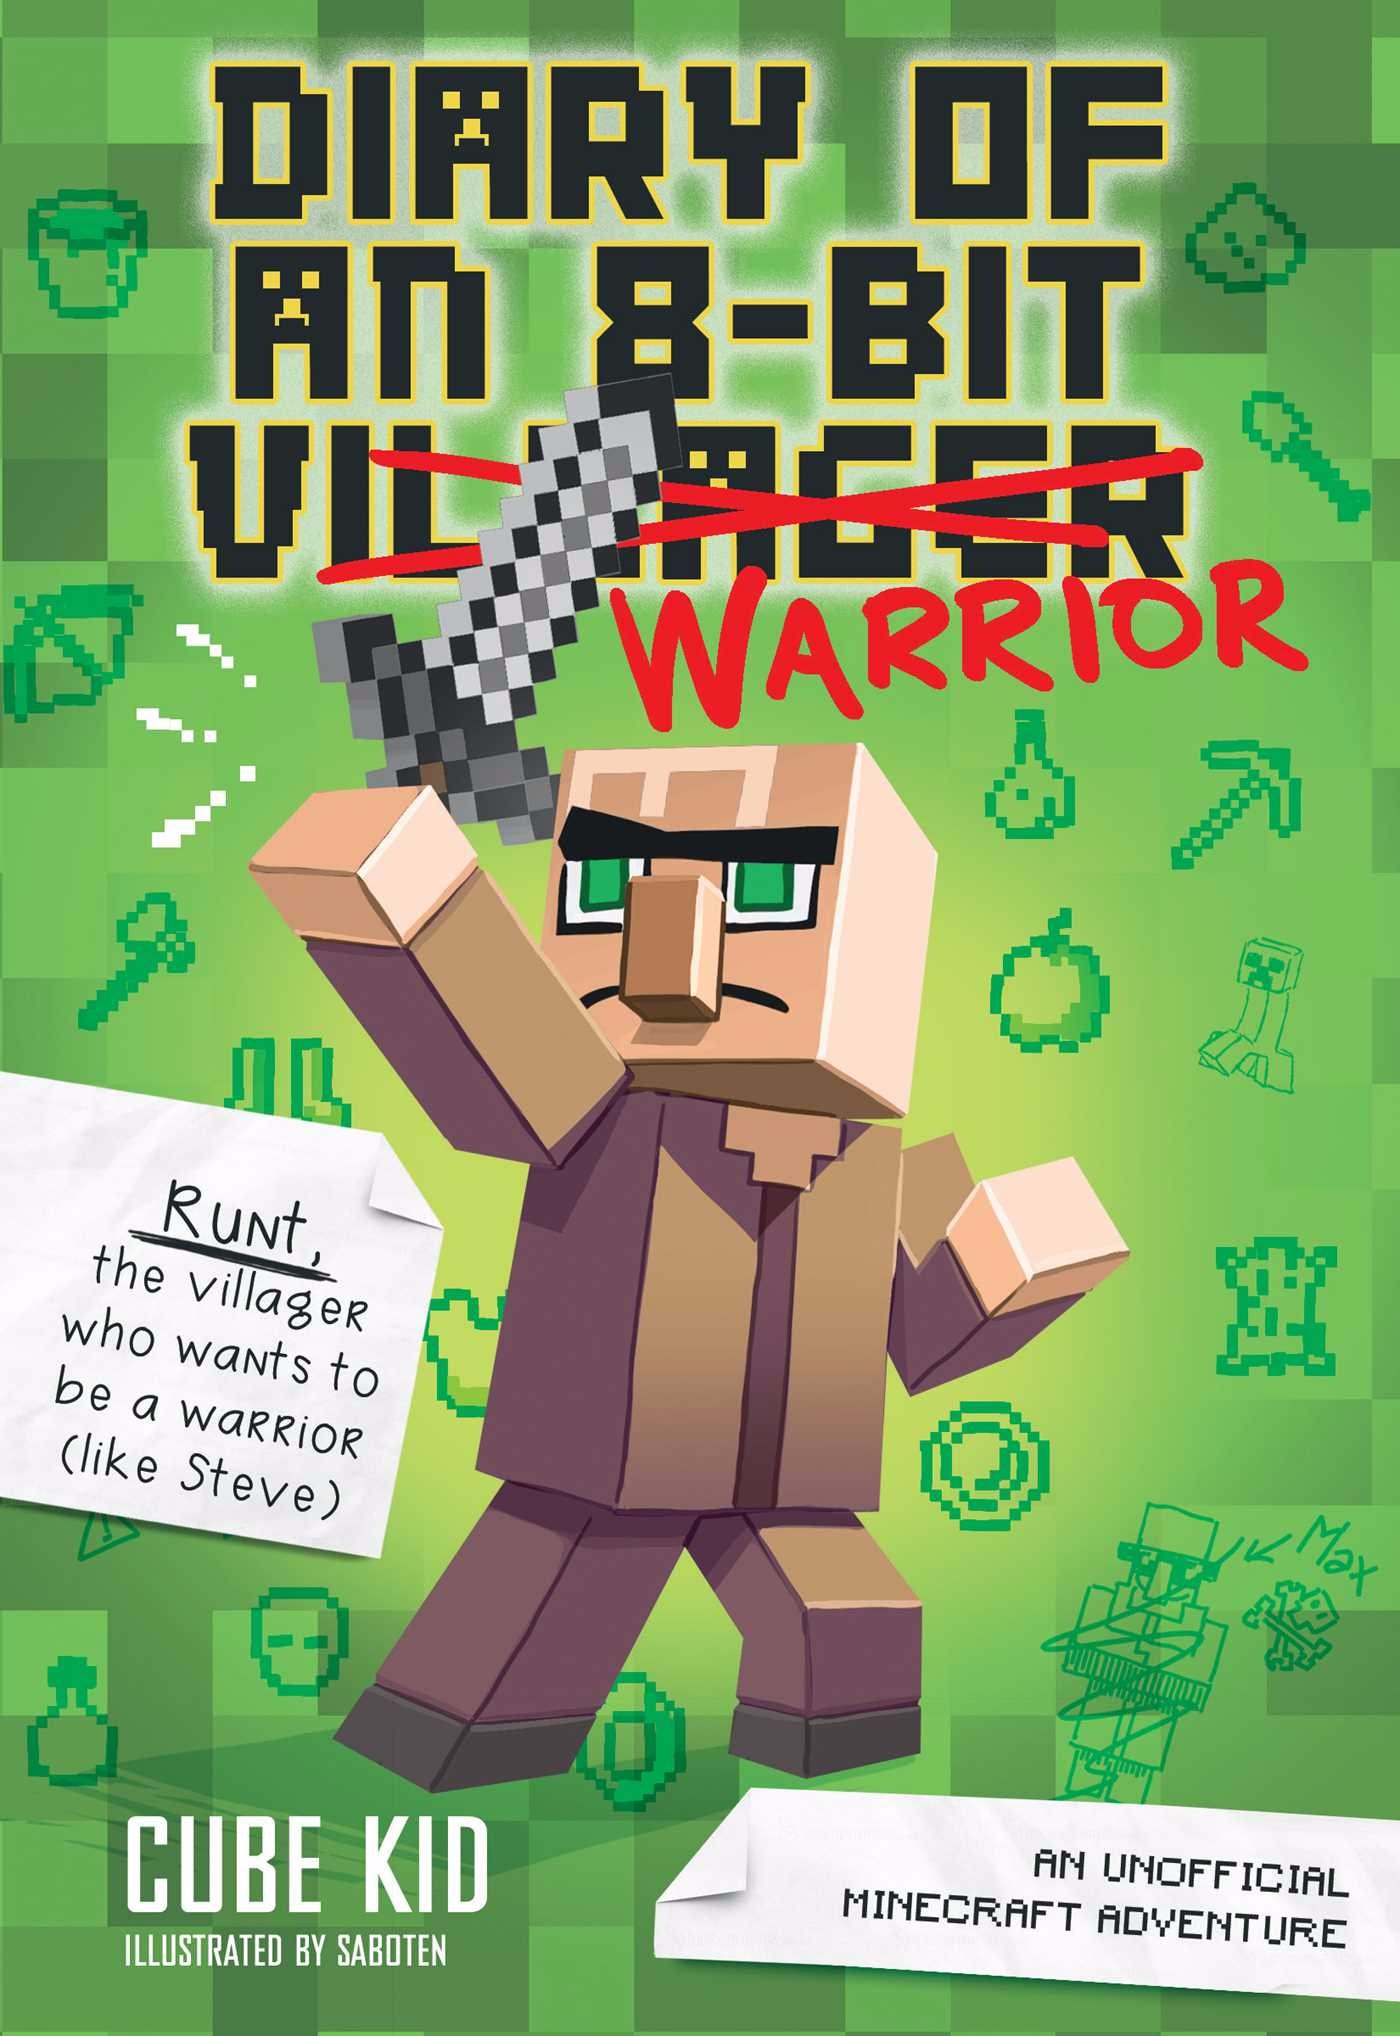 DIARY OF
AN 8-BIT
VILLAGER
WARRIOR
RUNT,
the villager
who wants to
be a warrior
(like Steve)
Max
CUBE KID
ILLUSTRATED BY SABOTEN
AN UNOFFICIAL
MINECRAFT ADVENTURE